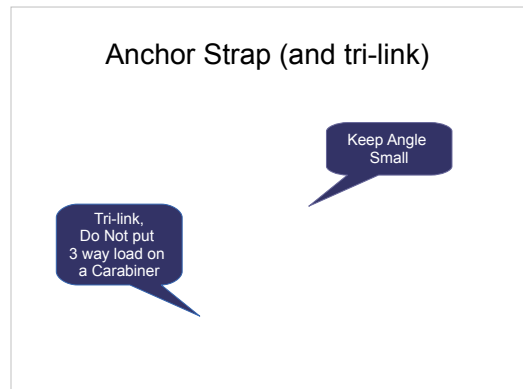 Anchor Strap (and tri-link)
Keep Angle
Small
Tri-link,
Do Not put
3 way load on
a Carabiner